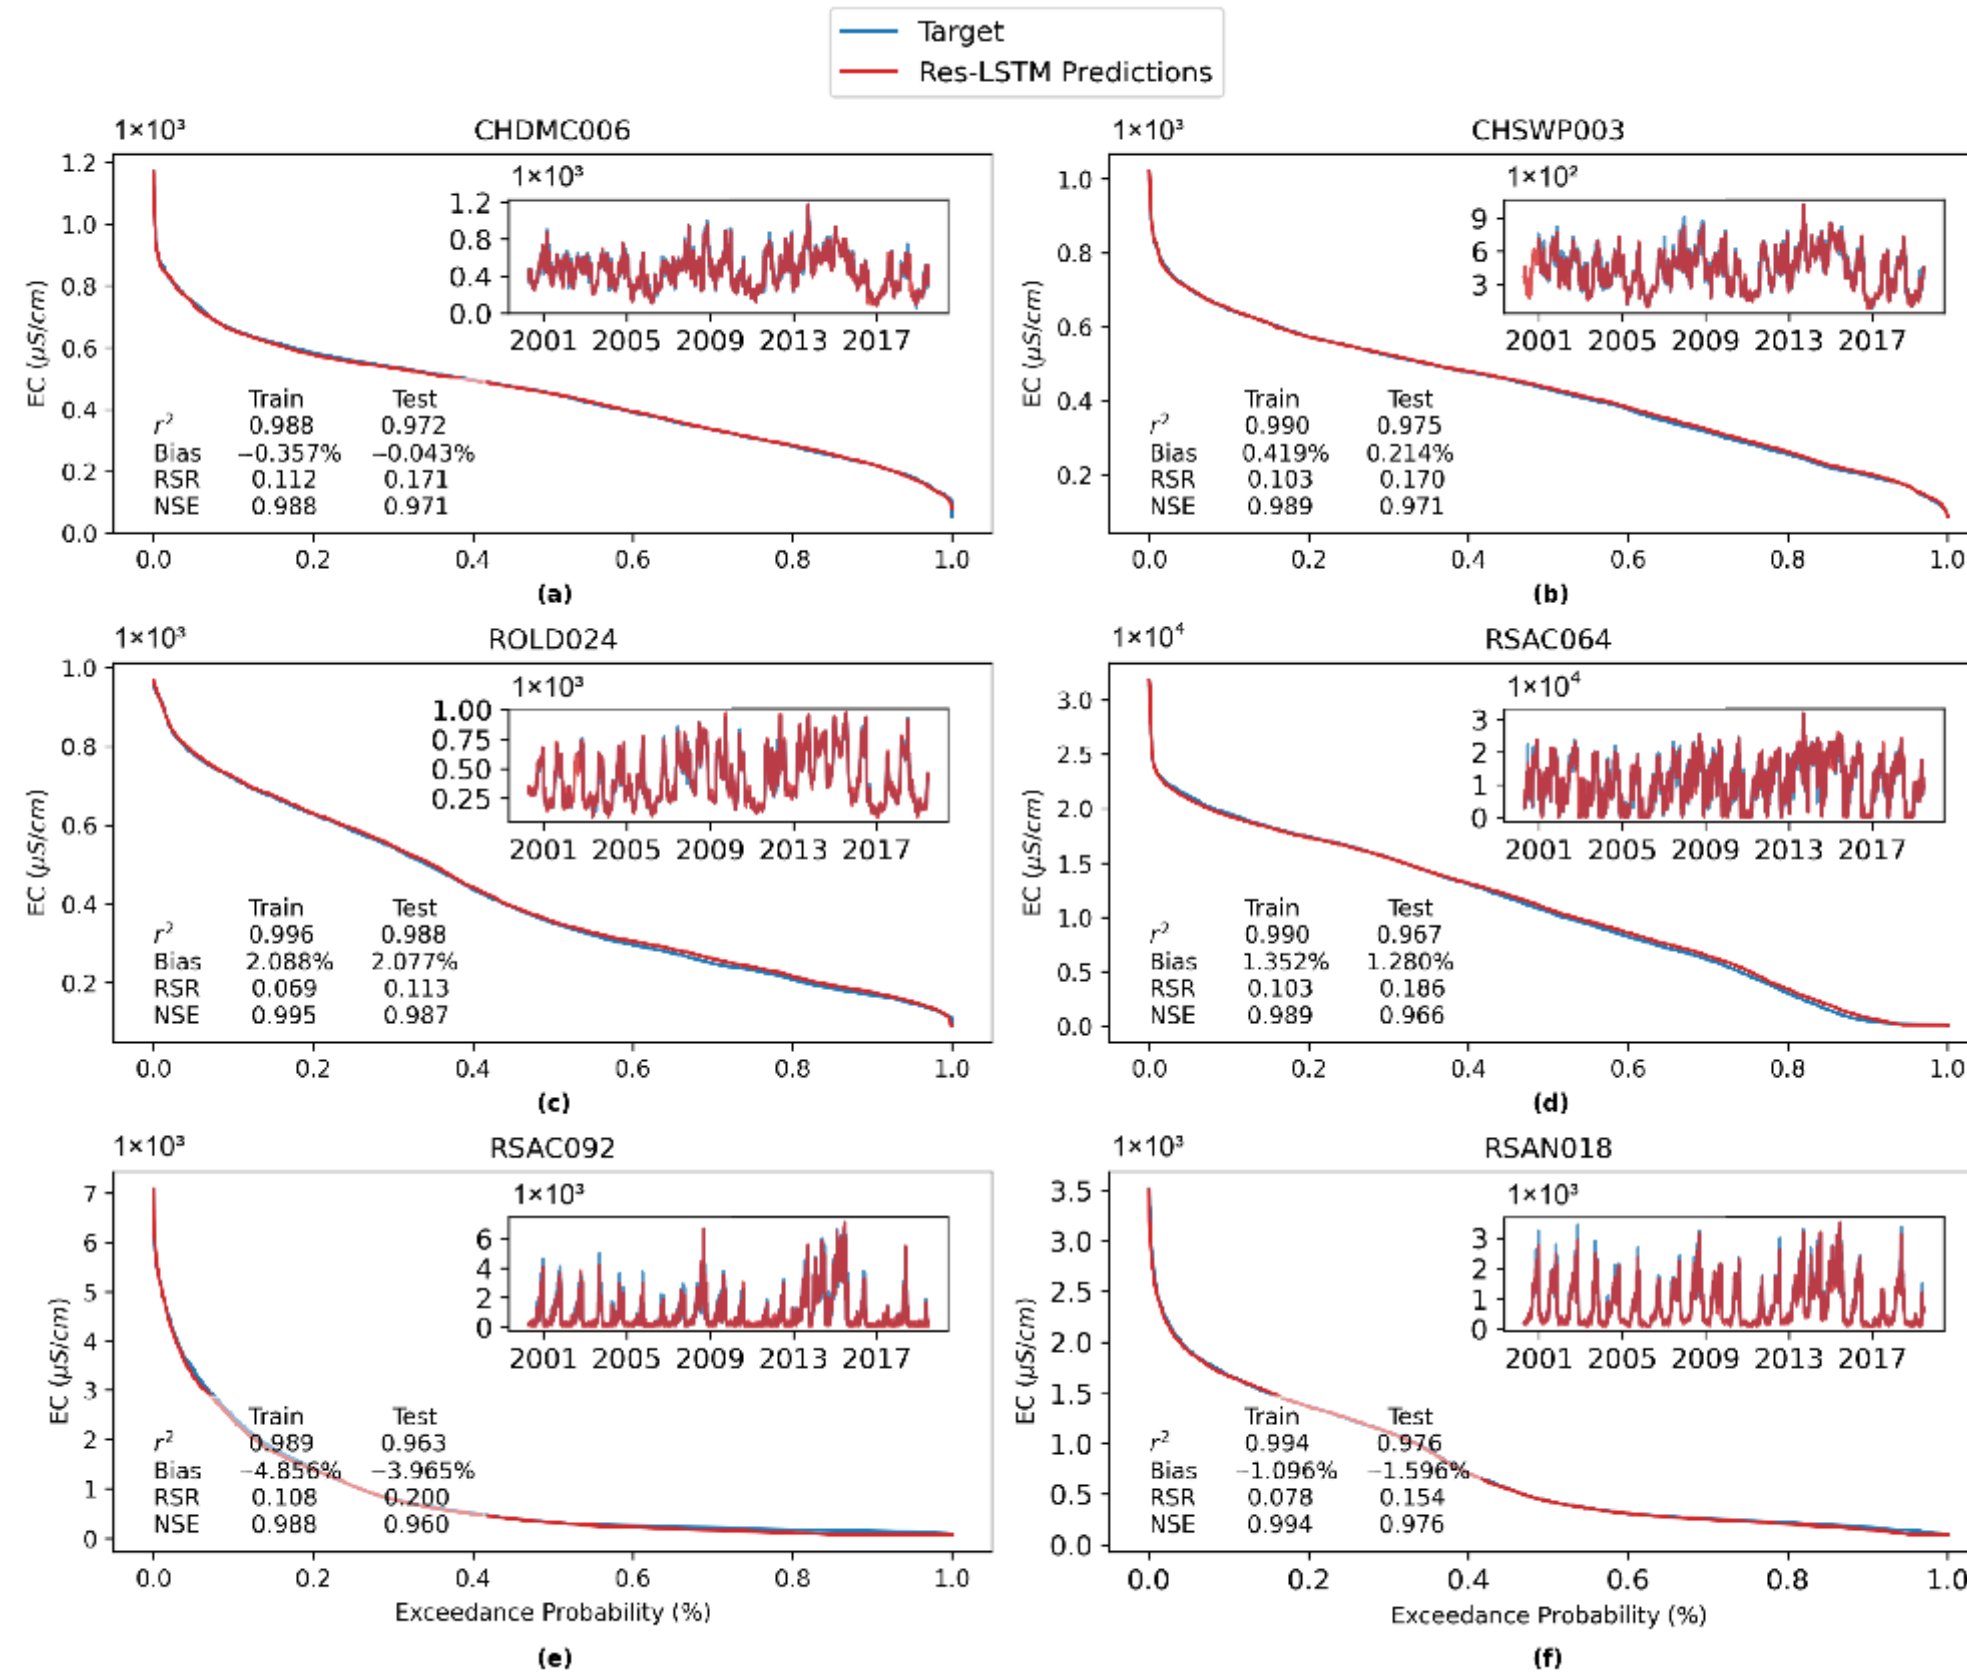 Target
Res-LSTM Predictions
1×10³
CHDMC006
1×10³
1.2
1.0
0.8
0.6
0.4
0.2
0.0
EC (μS/cm)
1.2
0.8
0.4
0.0
2001 2005 2009 2013 2017
Train Test
r² 0.988 0.972
Bias −0.357% −0.043%
RSR 0.112 0.171
NSE 0.988 0.971
0.0 0.2 0.4 0.6 0.8 1.0
(a)
1×10³
CHSWP003
1×10²
1.0
0.8
0.6
0.4
0.2
EC (μS/cm)
9
6
3
2001 2005 2009 2013 2017
Train Test
r² 0.990 0.975
Bias 0.419% 0.214%
RSR 0.103 0.170
NSE 0.989 0.971
0.0 0.2 0.4 0.6 0.8 1.0
(b)
1×10³
ROLD024
1×10³
1.0
0.8
0.6
0.4
0.2
EC (μS/cm)
1.00
0.75
0.50
0.25
2001 2005 2009 2013 2017
Train Test
r² 0.996 0.988
Bias 2.088% 2.077%
RSR 0.069 0.113
NSE 0.995 0.987
0.0 0.2 0.4 0.6 0.8 1.0
(c)
1×10⁴
RSAC064
1×10⁴
3.0
2.5
2.0
1.5
1.0
0.5
0.0
EC (μS/cm)
3
2
1
0
2001 2005 2009 2013 2017
Train Test
r² 0.990 0.967
Bias 1.352% 1.280%
RSR 0.103 0.186
NSE 0.989 0.966
0.0 0.2 0.4 0.6 0.8 1.0
(d)
1×10³
RSAC092
1×10³
7
6
5
4
3
2
1
0
EC (μS/cm)
6
4
2
0
2001 2005 2009 2013 2017
Train Test
r² 0.989 0.963
Bias −4.856% −3.965%
RSR 0.108 0.200
NSE 0.988 0.960
0.0 0.2 0.4 0.6 0.8 1.0
Exceedance Probability (%)
(e)
1×10³
RSAN018
1×10³
3.5
3.0
2.5
2.0
1.5
1.0
0.5
0.0
EC (μS/cm)
3
2
1
0
2001 2005 2009 2013 2017
Train Test
r² 0.994 0.976
Bias −1.096% −1.596%
RSR 0.078 0.154
NSE 0.994 0.976
0.0 0.2 0.4 0.6 0.8 1.0
Exceedance Probability (%)
(f)